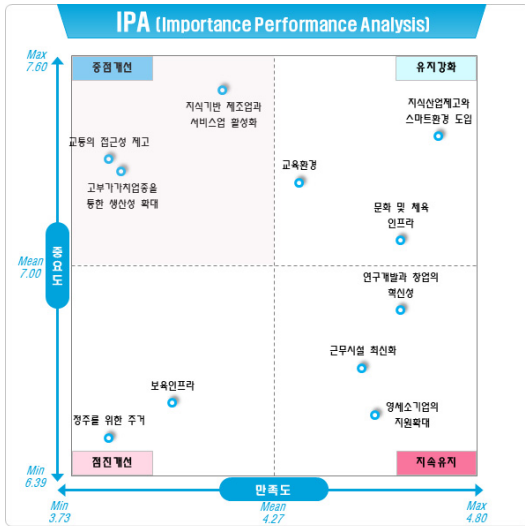 IPA (Importance Performance Analysis)
Max
7.60
중점개선
유지강화
지식기반 제조업과
서비스업 활성화
지식산업제고와
스마트환경 도입
교통의 접근성 제고
고부가가치업종을
통한 생산성 확대
교육환경
문화 및 체육
인프라
중요도
Mean
7.00
연구개발과 창업의
혁신성
근무시설 최신화
보육인프라
영세소기업의
지원확대
정주를 위한 주거
점진개선
지속유지
Min
6.39
만족도
Min
3.73
Mean
4.27
Max
4.80